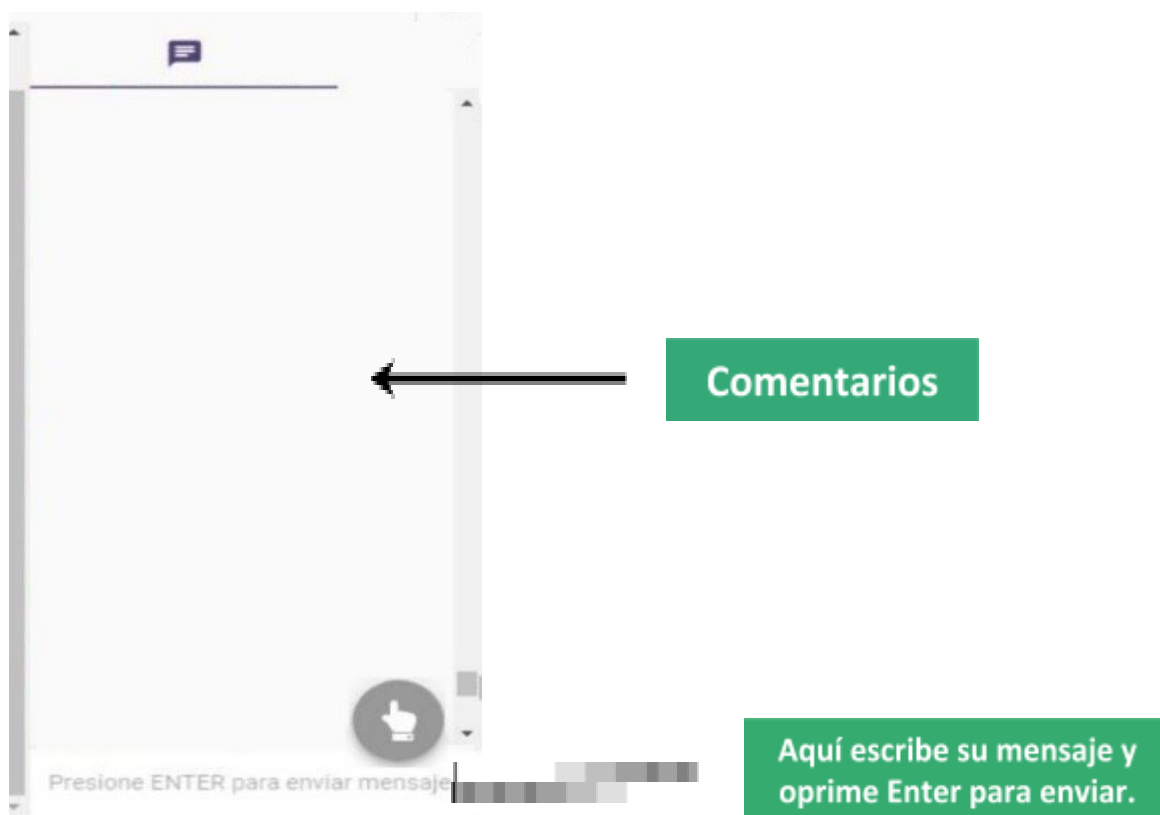 Comentarios
Aquí escribe su mensaje y
oprime Enter para enviar.
Presione ENTER para enviar mensaje